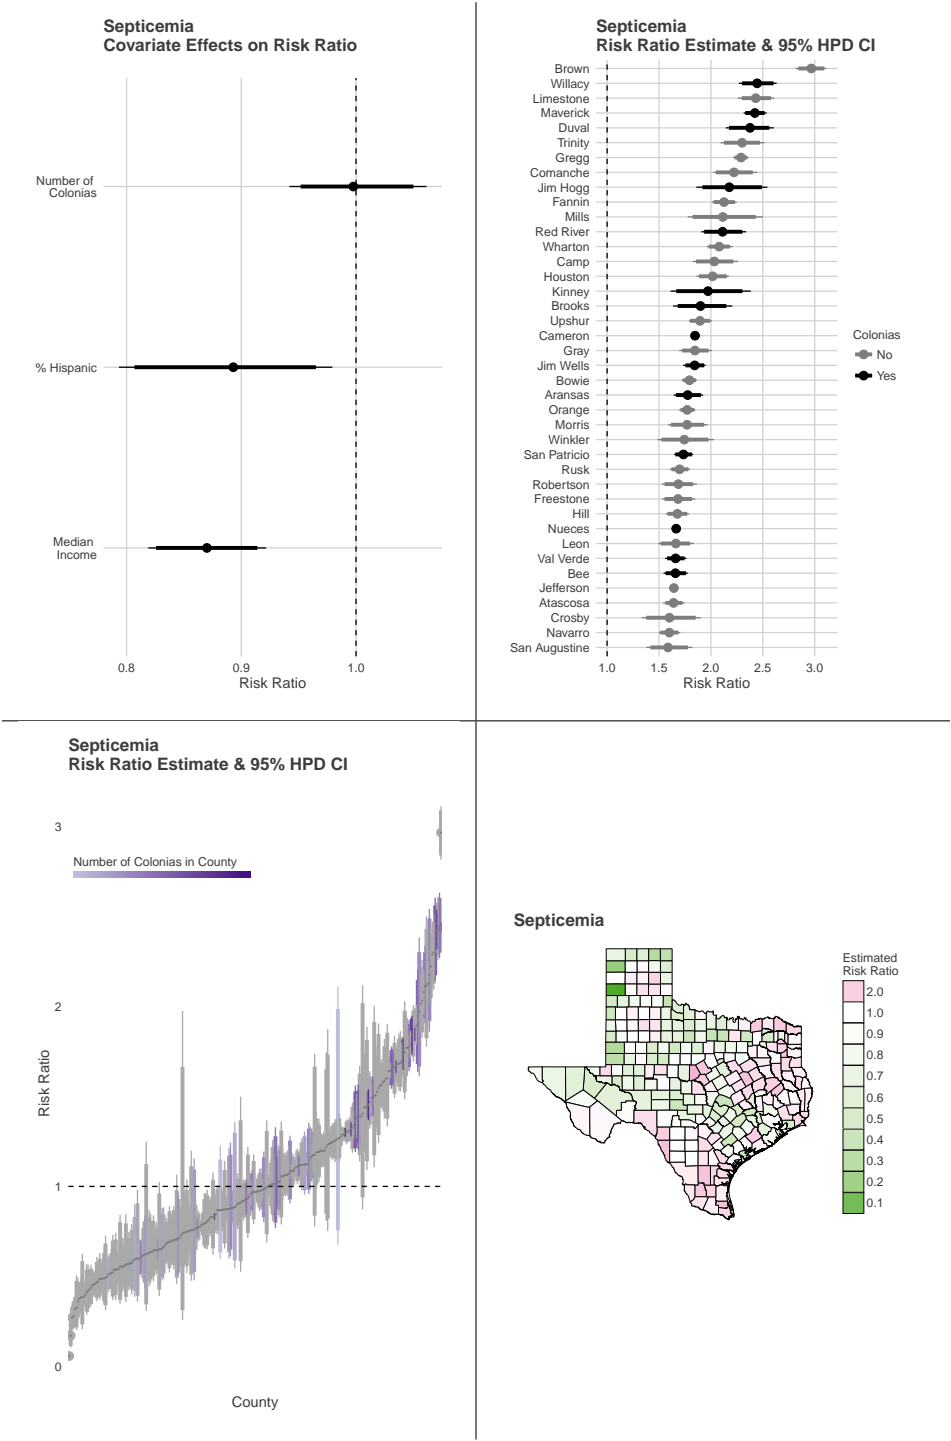 Septicemia
Covariate Effects on Risk Ratio
Number of
Colonias
% Hispanic
Median
Income
0.8
0.9
1.0
Risk Ratio
Septicemia
Risk Ratio Estimate & 95% HPD CI
Brown
Willacy
Limestone
Maverick
Duval
Trinity
Gregg
Comanche
Jim Hogg
Fannin
Mills
Red River
Wharton
Camp
Houston
Kinney
Brooks
Upshur
Cameron
Gray
Jim Wells
Bowie
Aransas
Orange
Morris
Winkler
San Patricio
Rusk
Robertson
Freestone
Hill
Nueces
Leon
Val Verde
Bee
Jefferson
Atascosa
Crosby
Navarro
San Augustine
1.0
1.5
2.0
2.5
3.0
Risk Ratio
Colonias
No
Yes
Septicemia
Risk Ratio Estimate & 95% HPD CI
3
Number of Colonias in County
2
Risk Ratio
1
0
County
Septicemia
Estimated
Risk Ratio
2.0
1.0
0.9
0.8
0.7
0.6
0.5
0.4
0.3
0.2
0.1